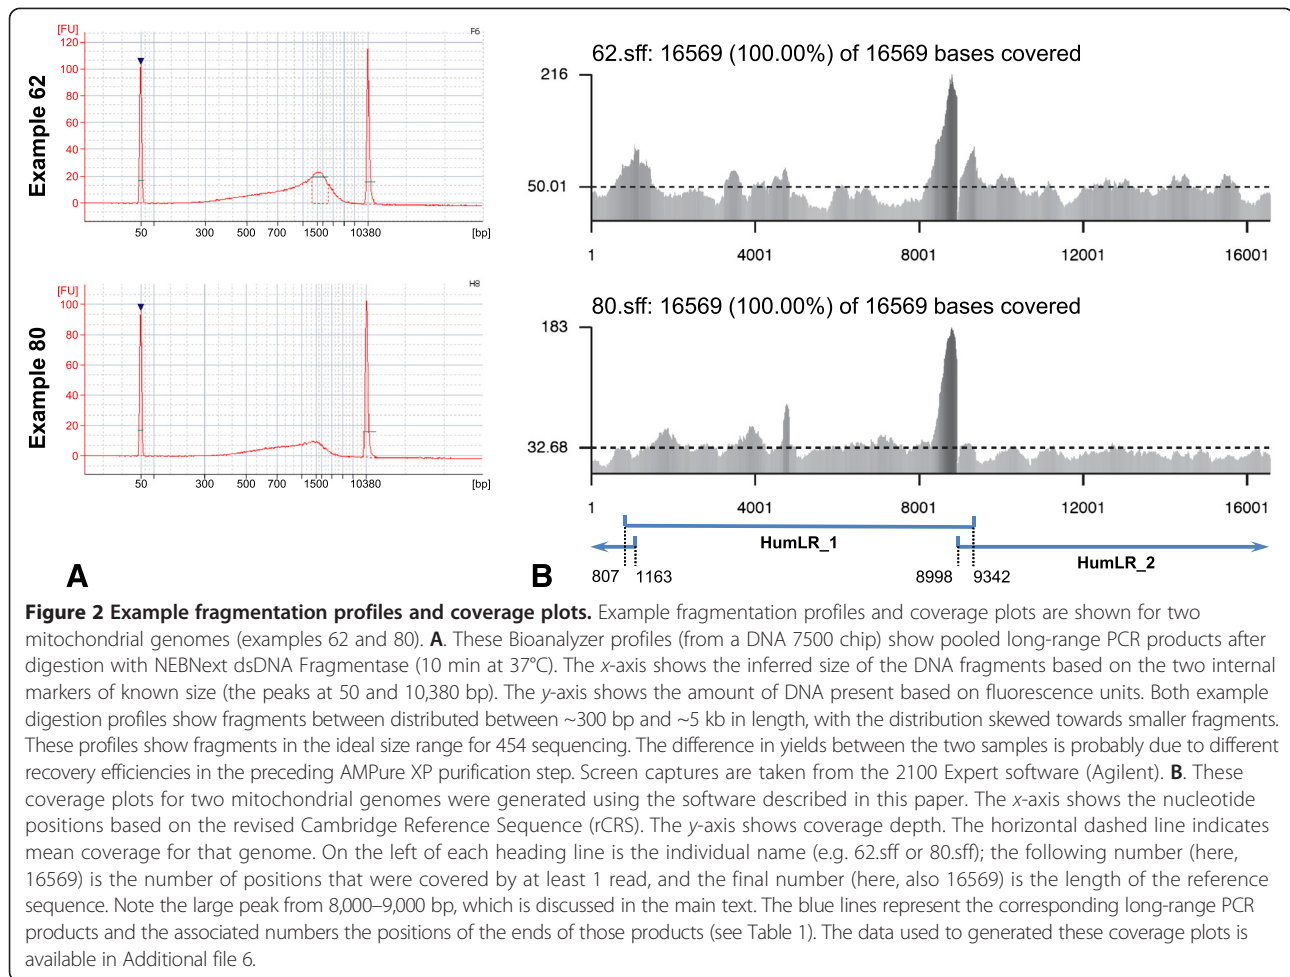 [FU]
F6
120
100
80
60
40
20
0
50 300 500 700 1500 10380 [bp]
Example 62
62.sff: 16569 (100.00%) of 16569 bases covered
216
50.01
1 4001 8001 12001 16001
[FU]
H8
100
80
60
40
20
0
50 300 500 700 1500 10380 [bp]
Example 80
80.sff: 16569 (100.00%) of 16569 bases covered
183
32.68
1 4001 8001 12001 16001
HumLR_1
HumLR_2
807 1163 8998 9342
A B
Figure 2 Example fragmentation profiles and coverage plots. Example fragmentation profiles and coverage plots are shown for two
mitochondrial genomes (examples 62 and 80). A. These Bioanalyzer profiles (from a DNA 7500 chip) show pooled long-range PCR products after
digestion with NEBNext dsDNA Fragmentase (10 min at 37°C). The x-axis shows the inferred size of the DNA fragments based on the two internal
markers of known size (the peaks at 50 and 10,380 bp). The y-axis shows the amount of DNA present based on fluorescence units. Both example
digestion profiles show fragments between distributed between ~300 bp and ~5 kb in length, with the distribution skewed towards smaller fragments.
These profiles show fragments in the ideal size range for 454 sequencing. The difference in yields between the two samples is probably due to different
recovery efficiencies in the preceding AMPure XP purification step. Screen captures are taken from the 2100 Expert software (Agilent). B. These
coverage plots for two mitochondrial genomes were generated using the software described in this paper. The x-axis shows the nucleotide
positions based on the revised Cambridge Reference Sequence (rCRS). The y-axis shows coverage depth. The horizontal dashed line indicates
mean coverage for that genome. On the left of each heading line is the individual name (e.g. 62.sff or 80.sff); the following number (here,
16569) is the number of positions that were covered by at least 1 read, and the final number (here, also 16569) is the length of the reference
sequence. Note the large peak from 8,000–9,000 bp, which is discussed in the main text. The blue lines represent the corresponding long-range PCR
products and the associated numbers the positions of the ends of those products (see Table 1). The data used to generated these coverage plots is
available in Additional file 6.